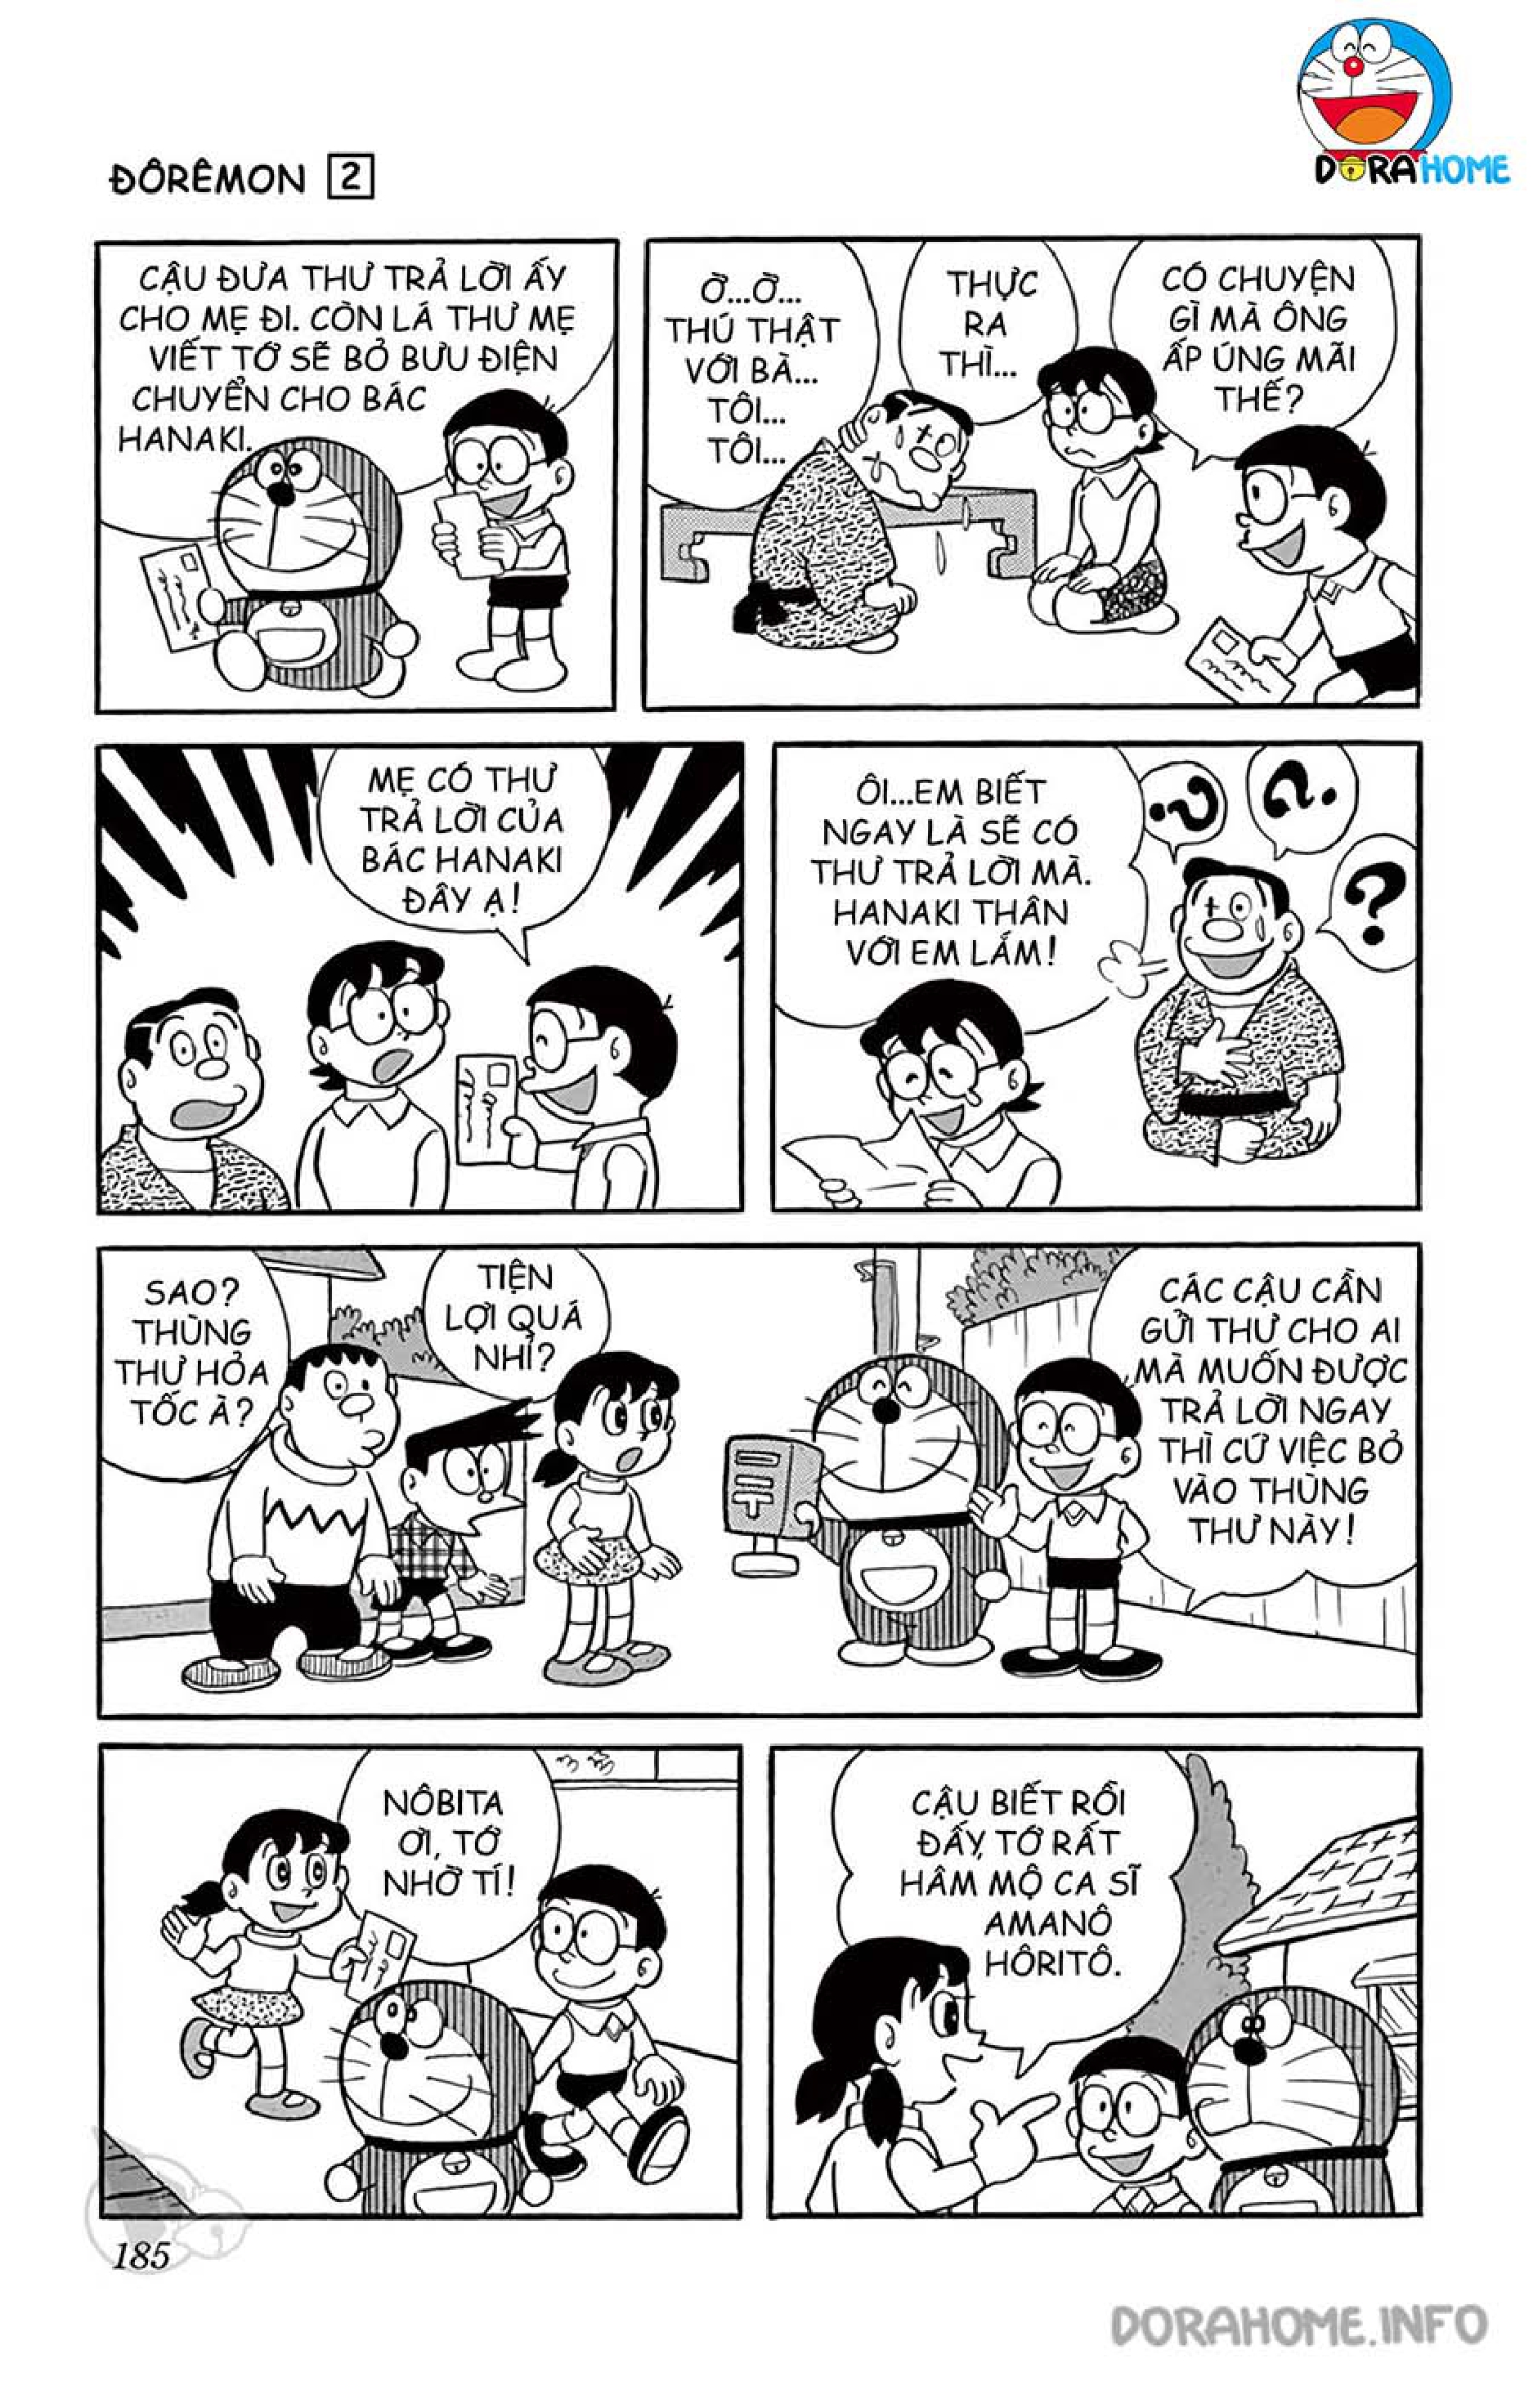 DORAHOME
ĐÔRÊMON 2
CẬU ĐƯA THƯ TRẢ LỜI ẤY
CHO MẸ ĐI. CÒN LÁ THƯ MẸ
VIẾT TỚ SẼ BỎ BƯU ĐIỆN
CHUYỂN CHO BÁC
HANAKI.
Ờ...Ờ...
THÚ THẬT
VỚI BÀ...
TÔI...
TÔI...
THỰC
RA
THÌ...
CÓ CHUYỆN
GÌ MÀ ÔNG
ẤP ÚNG MÃI
THẾ?
MẸ CÓ THƯ
TRẢ LỜI CỦA
BÁC HANAKI
ĐÂY Ạ!
ÔI...EM BIẾT
NGAY LÀ SẼ CÓ
THƯ TRẢ LỜI MÀ.
HANAKI THÂN
VỚI EM LẮM!
?
?
?
SAO?
THÙNG
THƯ HỎA
TỐC À?
TIỆN
LỢI QUÁ
NHỈ?
CÁC CẬU CẦN
GỬI THƯ CHO AI
MÀ MUỐN ĐƯỢC
TRẢ LỜI NGAY
THÌ CỨ VIỆC BỎ
VÀO THÙNG
THƯ NÀY!
NÔBITA
ƠI, TỚ
NHỜ TÍ!
CẬU BIẾT RỒI
ĐẤY, TỚ RẤT
HÂM MỘ CA SĨ
AMANÔ
HÔRITÔ.
185
DORAHOME.INFO